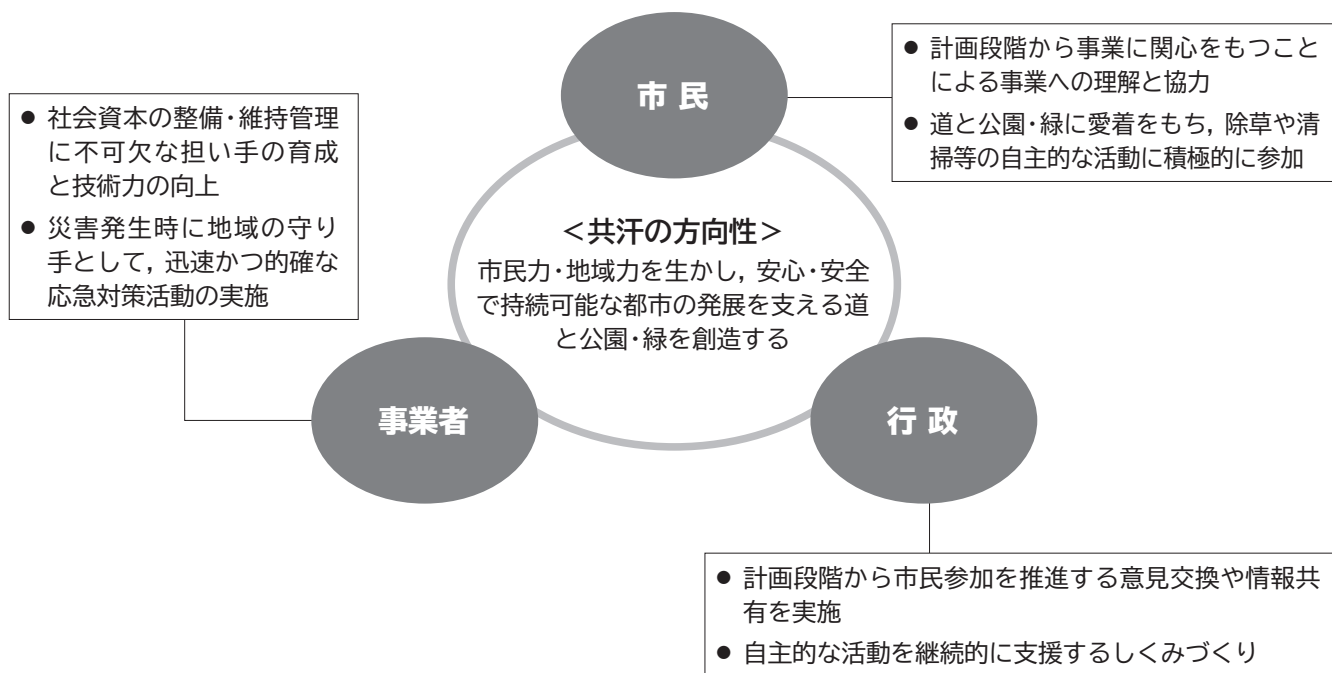 市民
● 計画段階から事業に関心をもつこと
による事業への理解と協力
● 道と公園・緑に愛着をもち，除草や清
掃等の自主的な活動に積極的に参加
● 社会資本の整備・維持管理
に不可欠な担い手の育成
と技術力の向上
● 災害発生時に地域の守り
手として，迅速かつ的確な
応急対策活動の実施
＜共汗の方向性＞
市民力・地域力を生かし，安心・安全
で持続可能な都市の発展を支える道
と公園・緑を創造する
事業者
行政
● 計画段階から市民参加を推進する意見交換や情報共
有を実施
● 自主的な活動を継続的に支援するしくみづくり